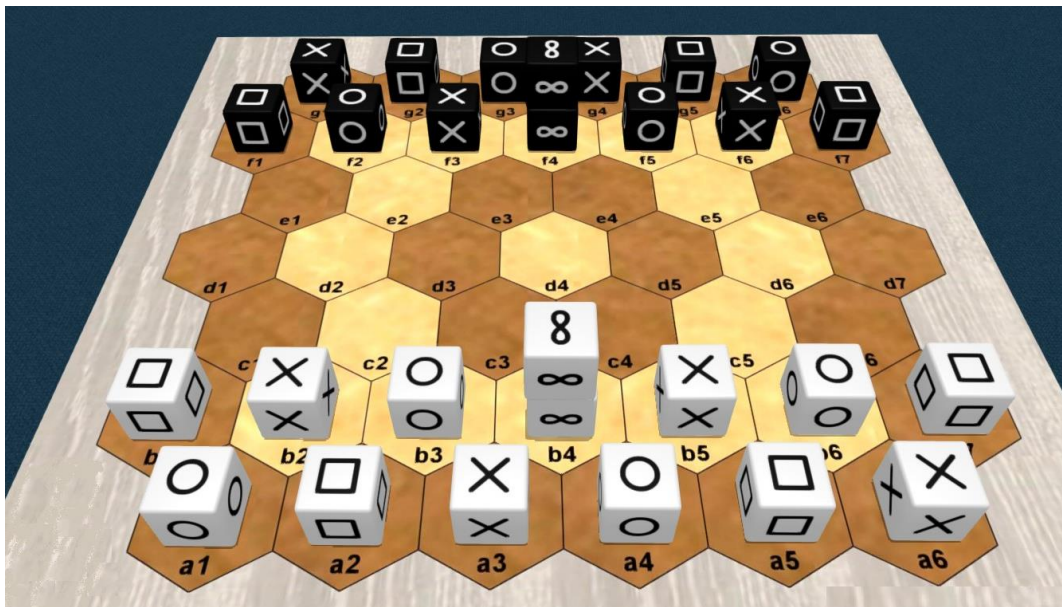 g2 g3 g4 g5
f1 f2 f3 f4 f5 f6 f7
e1 e2 e3 e4 e5 e6
d1 d2 d3 d4 d5 d6 d7
c2 c3 c4 c5
b2 b3 b4 b5
a1 a2 a3 a4 a5 a6